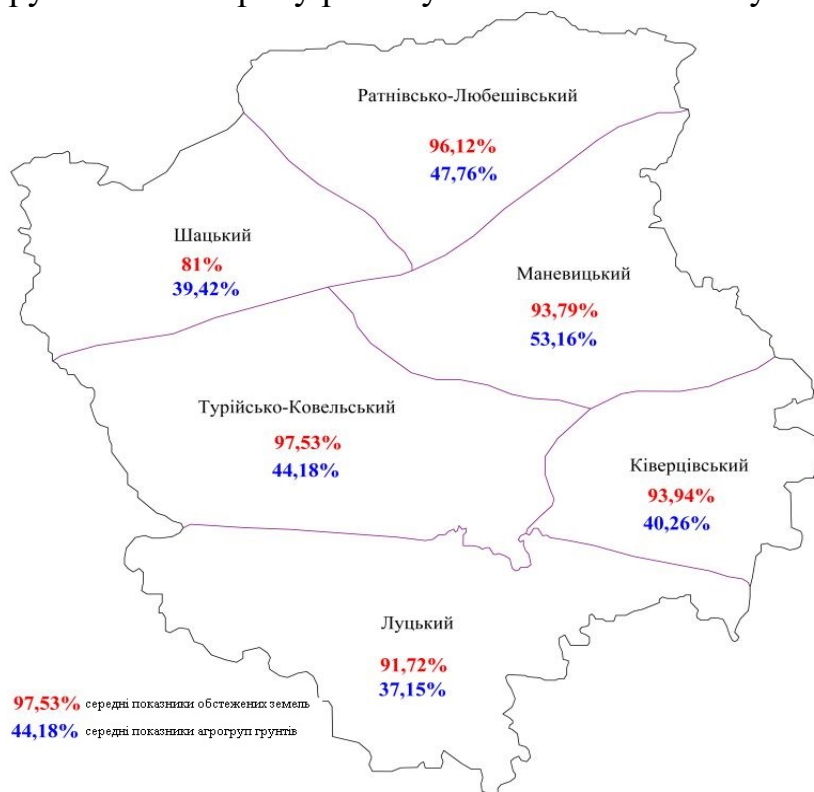 Ратнівсько-Любешівський
96,12%
47,76%
Шацький
81%
39,42%
Маневицький
93,79%
53,16%
Турійсько-Ковельський
97,53%
44,18%
Ківерцівський
93,94%
40,26%
Луцький
91,72%
37,15%
97,53% середні показники обстежених земель
44,18% середні показники агрогруп грунтів